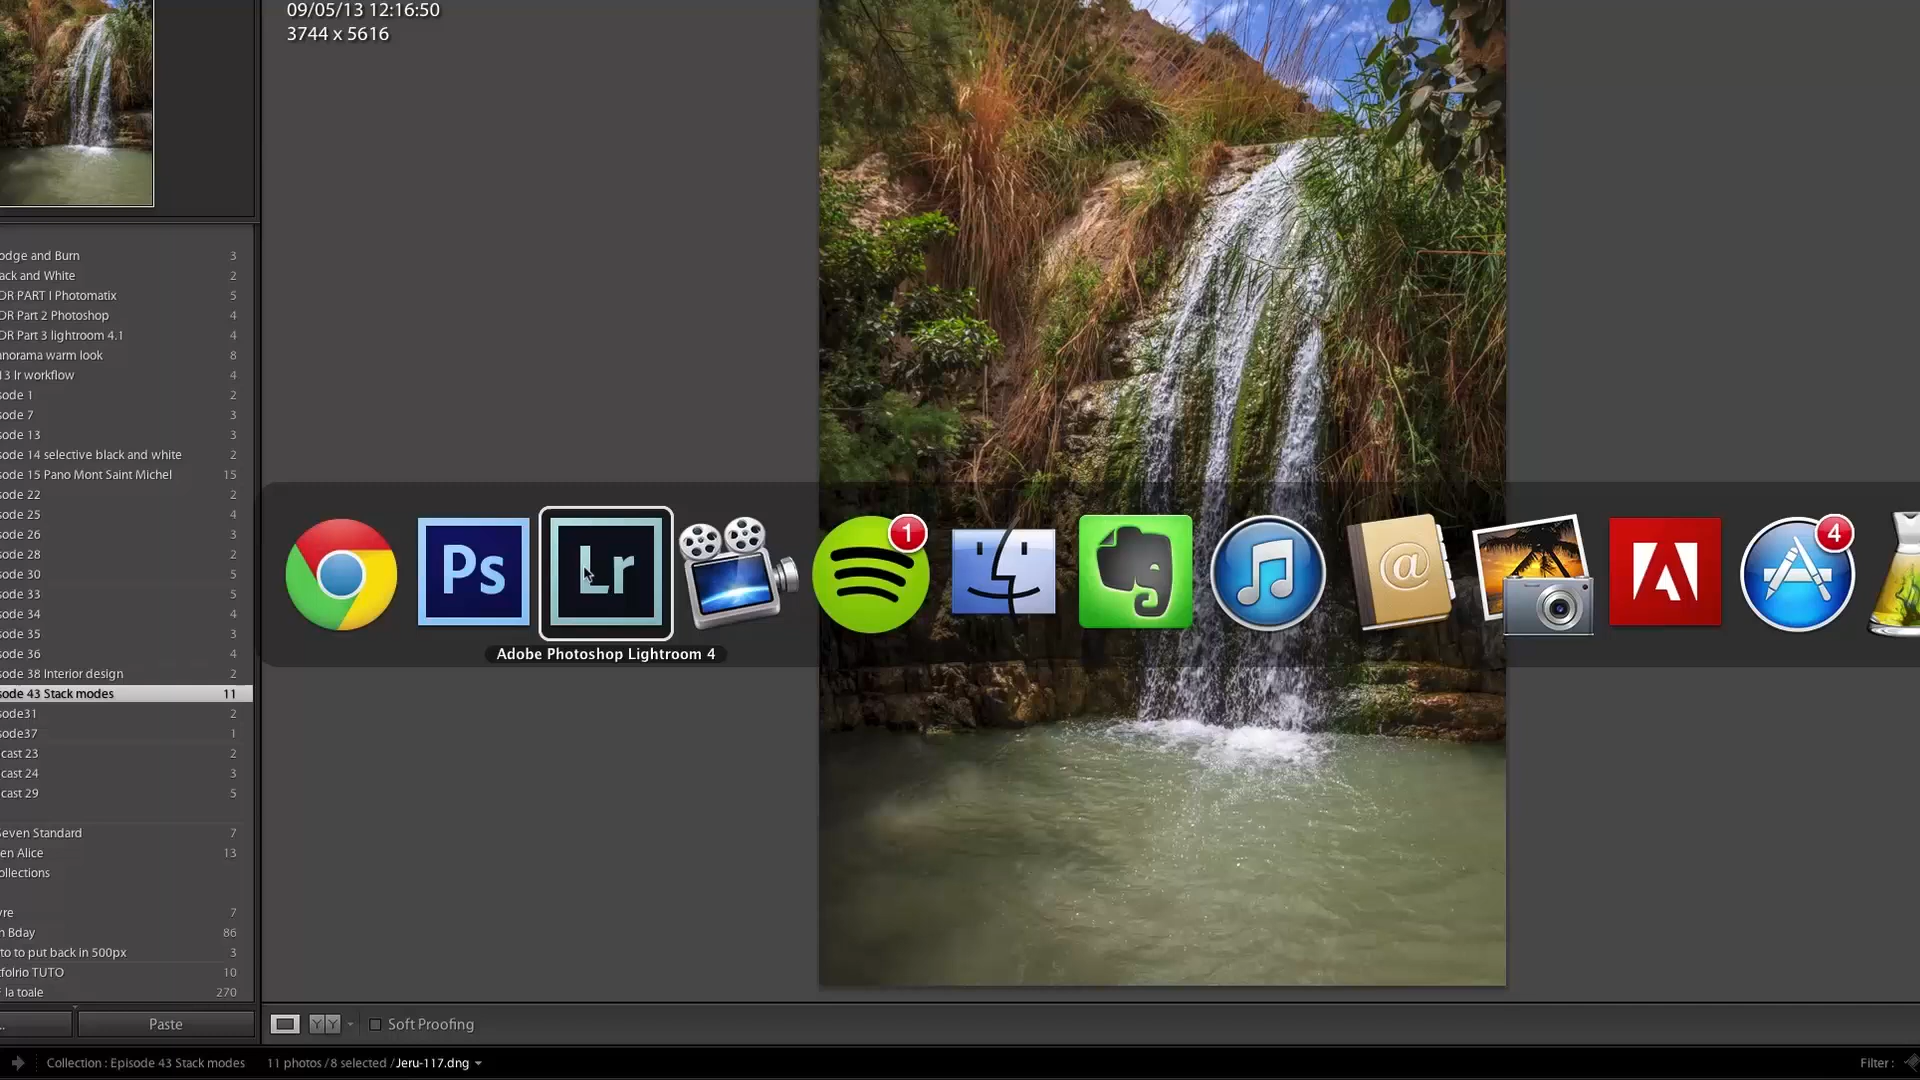 09/05/13 12:16:50
3744 x 5616
odge and Burn 3
ack and White 2
DR PART I Photomatix 5
DR Part 2 Photoshop 4
DR Part 3 lightroom 4.1 4
anorama warm look 8
13 lr workflow 4
sode 1 2
sode 7 3
sode 13 3
sode 14 selective black and white 2
sode 15 Pano Mont Saint Michel 15
sode 22 2
sode 25 4
sode 26 3
sode 28 2
sode 30 5
sode 33 5
sode 34 4
sode 35 3
sode 36 4
sode 38 Interior design 2
sode 43 Stack modes 11
sode31 2
sode37 1
cast 23 2
cast 24 3
cast 29 5
Seven Standard 7
en Alice 13
ollections
vre 7
n Bday 86
to to put back in 500px 3
tfolrio TUTO 10
f la toale 270
Ps
Lr
1
@
4
Adobe Photoshop Lightroom 4
Paste
YY
Soft Proofing
Collection : Episode 43 Stack modes
11 photos / 8 selected / Jeru-117.dng
Filter :